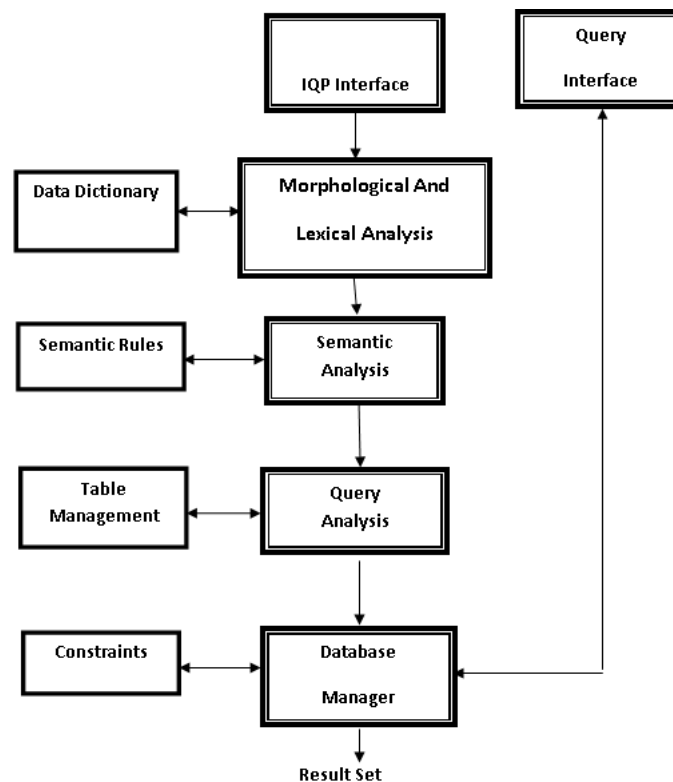 IQP Interface
Query
Interface
Data Dictionary
Morphological And
Lexical Analysis
Semantic Rules
Semantic
Analysis
Table
Management
Query
Analysis
Constraints
Database
Manager
Result Set